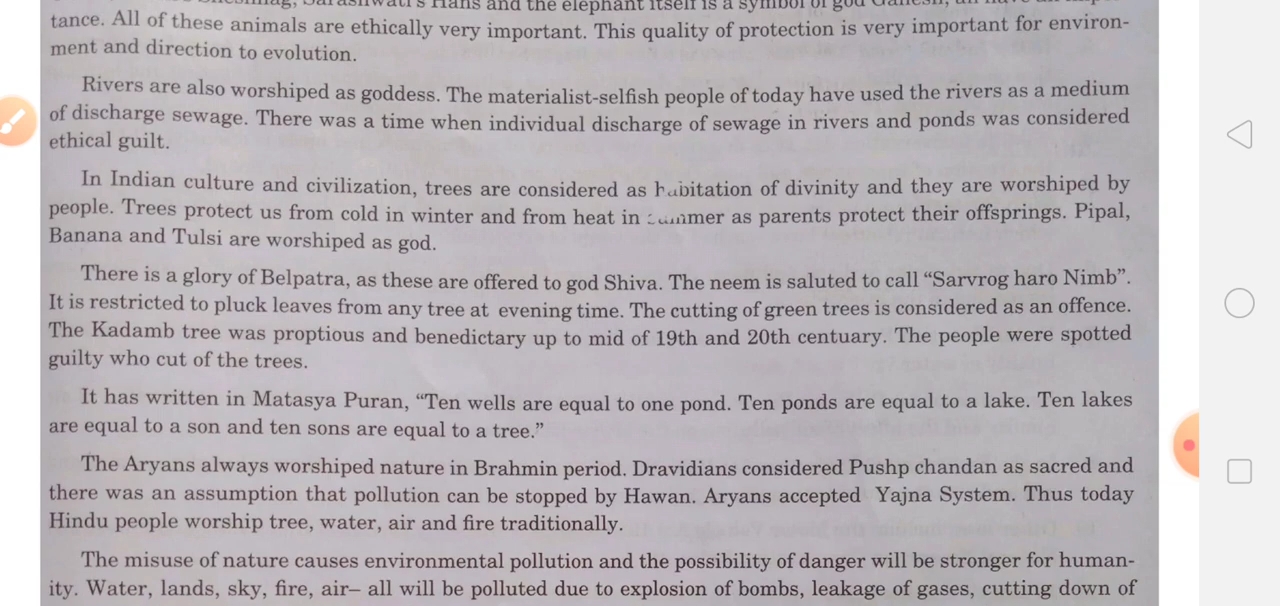 tance. All of these animals are ethically very important. This quality of protection is very important for environ-
ment and direction to evolution.
Rivers are also worshiped as goddess. The materialist-selfish people of today have used the rivers as a medium
of discharge sewage. There was a time when individual discharge of sewage in rivers and ponds was considered
ethical guilt.
In Indian culture and civilization, trees are considered as habitation of divinity and they are worshiped by
people. Trees protect us from cold in winter and from heat in summer as parents protect their offsprings. Pipal,
Banana and Tulsi are worshiped as god.
There is a glory of Belpatra, as these are offered to god Shiva. The neem is saluted to call “Sarvrog haro Nimb”.
It is restricted to pluck leaves from any tree at evening time. The cutting of green trees is considered as an offence.
The Kadamb tree was proptious and benedictary up to mid of 19th and 20th centuary. The people were spotted
guilty who cut of the trees.
It has written in Matasya Puran, “Ten wells are equal to one pond. Ten ponds are equal to a lake. Ten lakes
are equal to a son and ten sons are equal to a tree.”
The Aryans always worshiped nature in Brahmin period. Dravidians considered Pushp chandan as sacred and
there was an assumption that pollution can be stopped by Hawan. Aryans accepted Yajna System. Thus today
Hindu people worship tree, water, air and fire traditionally.
The misuse of nature causes environmental pollution and the possibility of danger will be stronger for human-
ity. Water, lands, sky, fire, air– all will be polluted due to explosion of bombs, leakage of gases, cutting down of